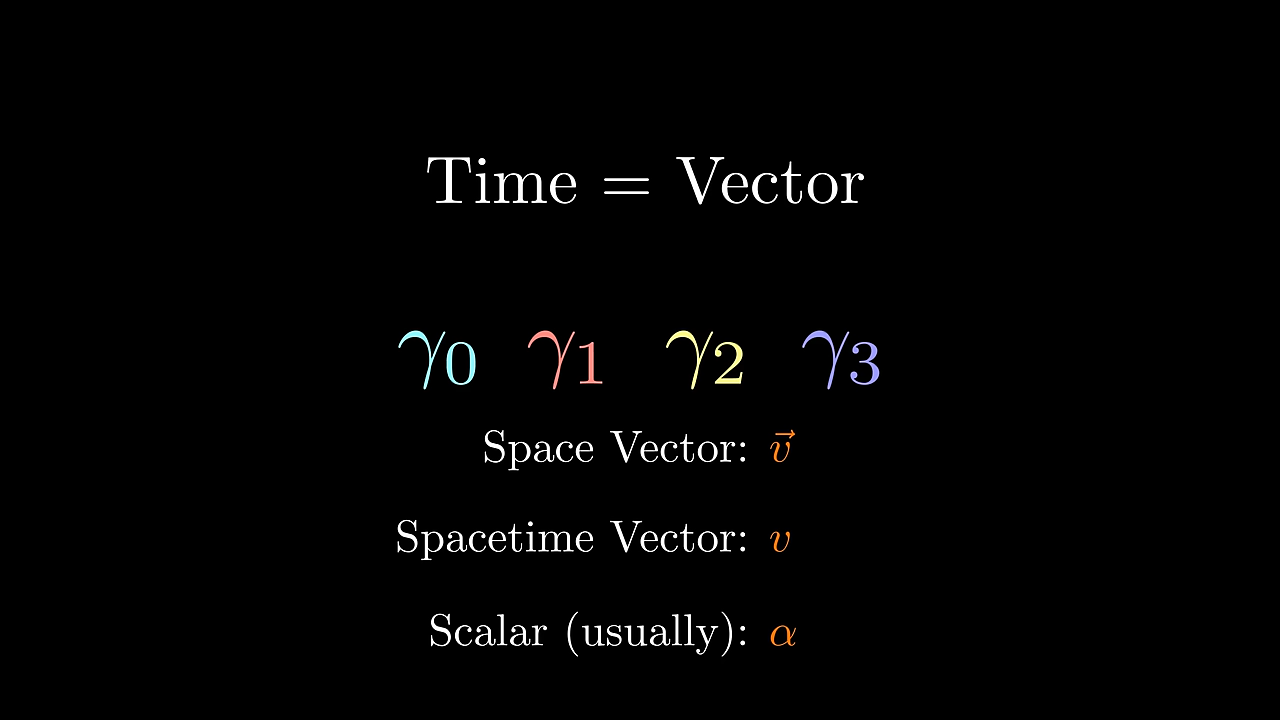 Time = Vector
γ₀ γ₁ γ₂ γ₃
Space Vector: v⃗
Spacetime Vector: v
Scalar (usually): α